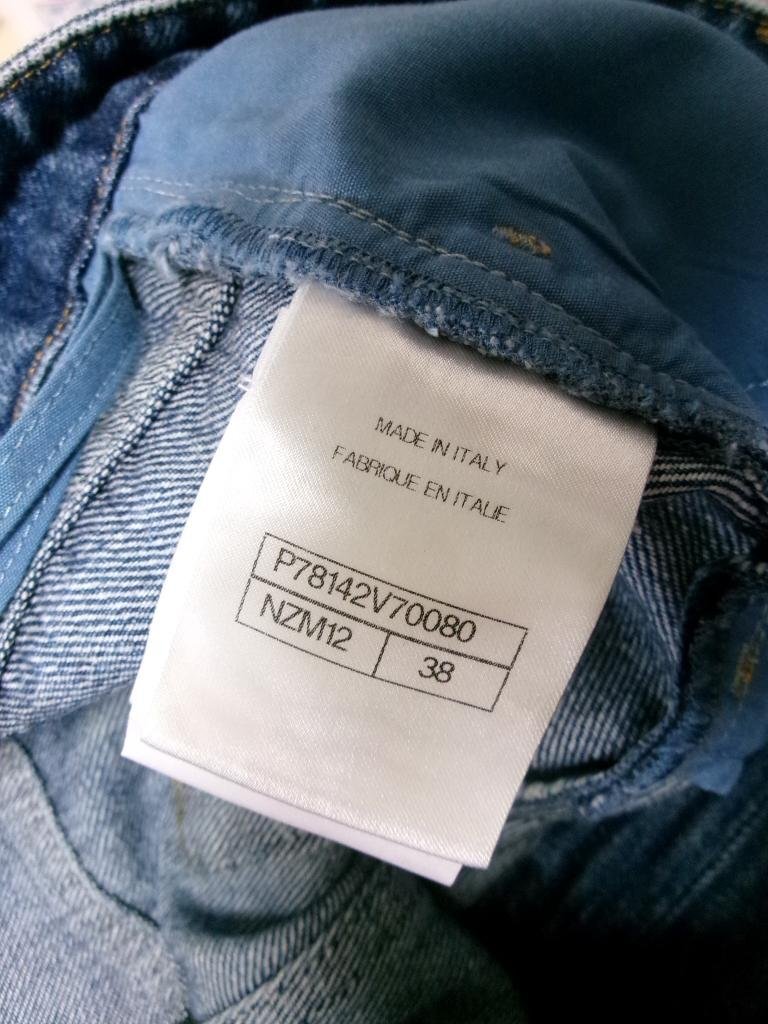 MADE IN ITALY
FABRIQUE EN ITALIE
P78142V70080
NZM12 38